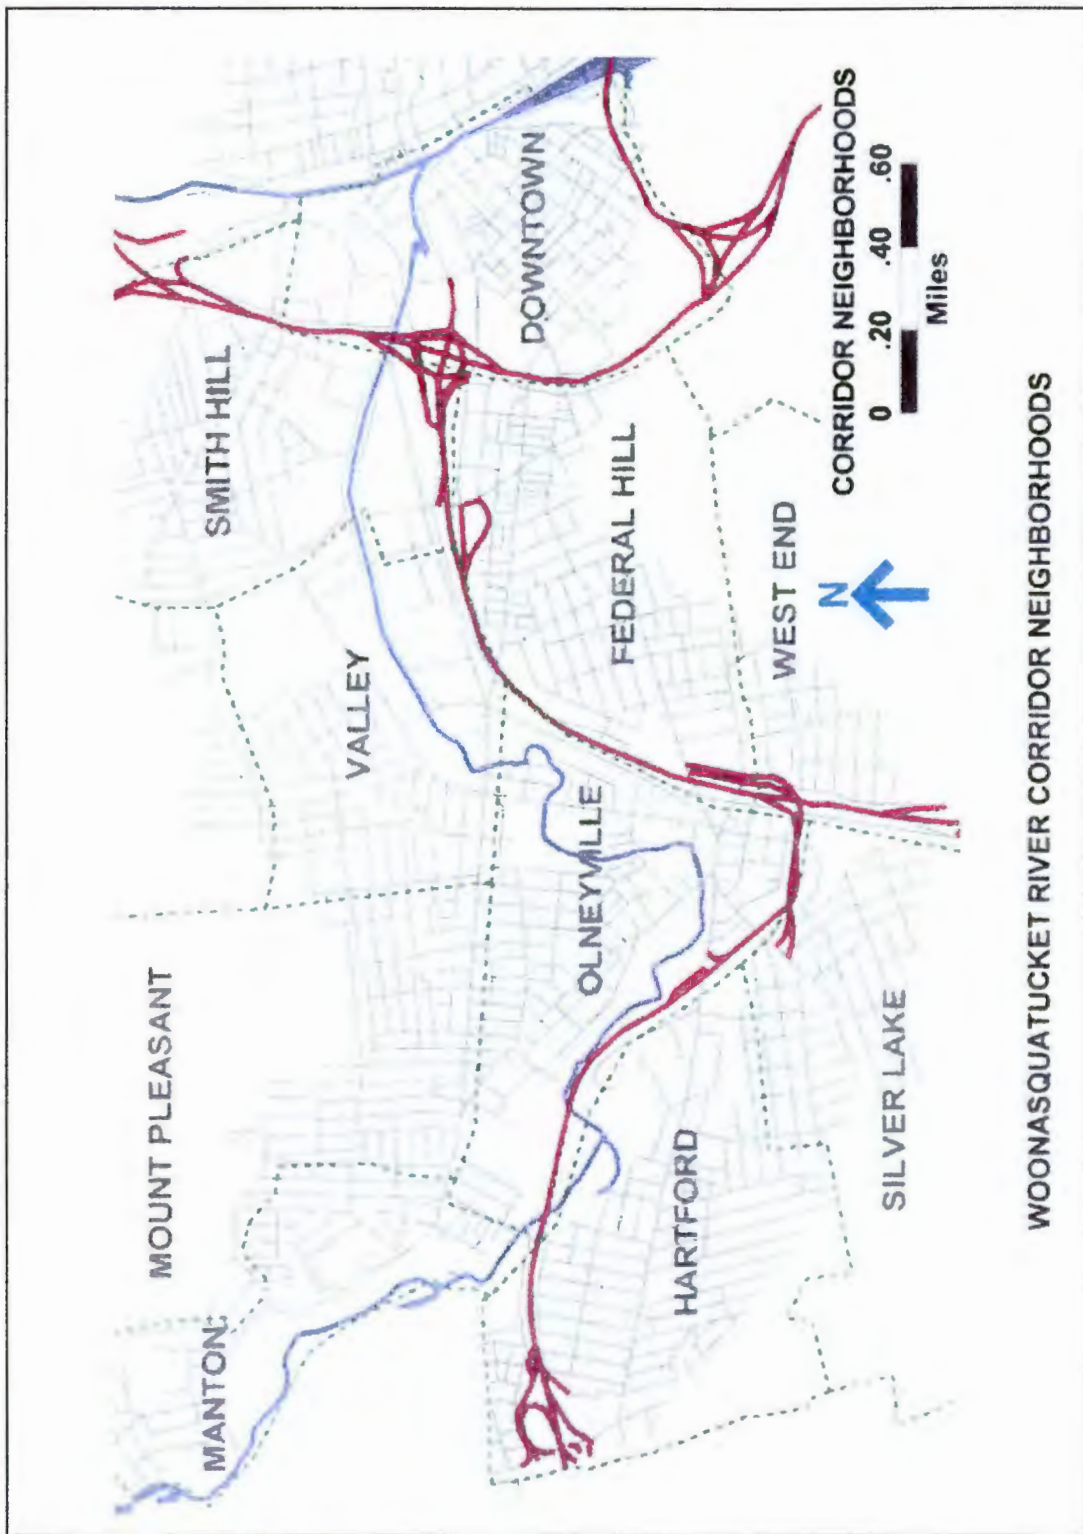 MANTON
MOUNT PLEASANT
SMITH HILL
VALLEY
DOWNTOWN
OLNEYVILLE
FEDERAL HILL
HARTFORD
WEST END
SILVER LAKE
N
CORRIDOR NEIGHBORHOODS
0 .20 .40 .60
Miles
WOONASQUATUCKET RIVER CORRIDOR NEIGHBORHOODS